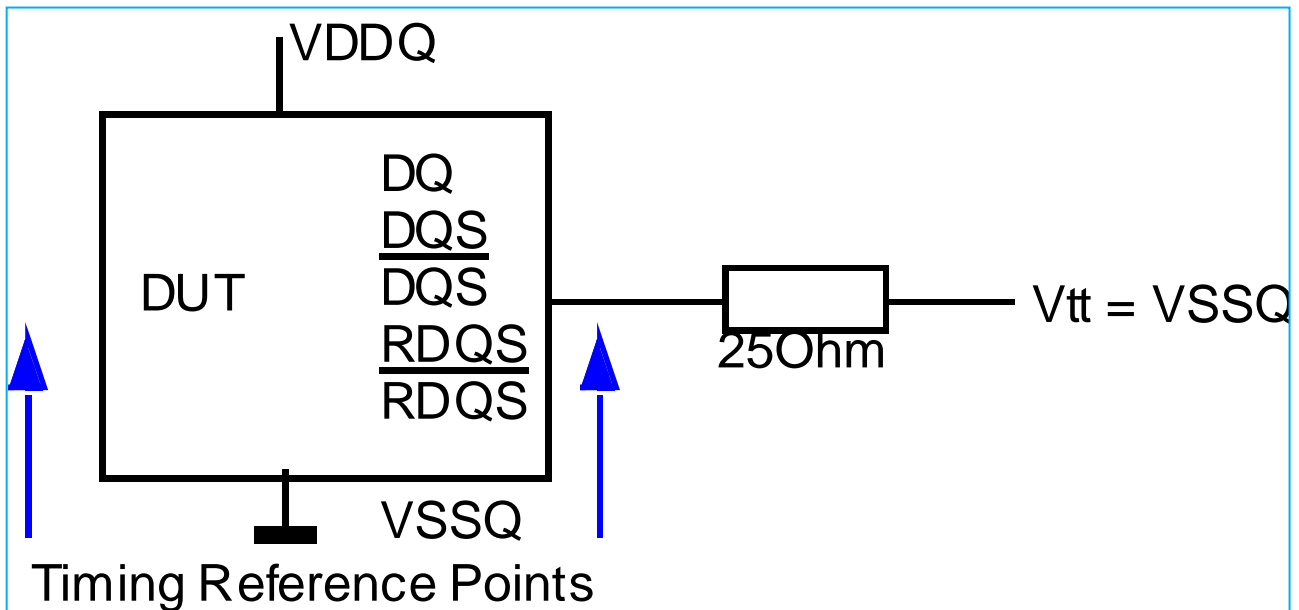 VDDQ
DQ
DQS
DQS
DUT
RDQS
RDQS
Vtt = VSSQ
25Ohm
VSSQ
Timing Reference Points